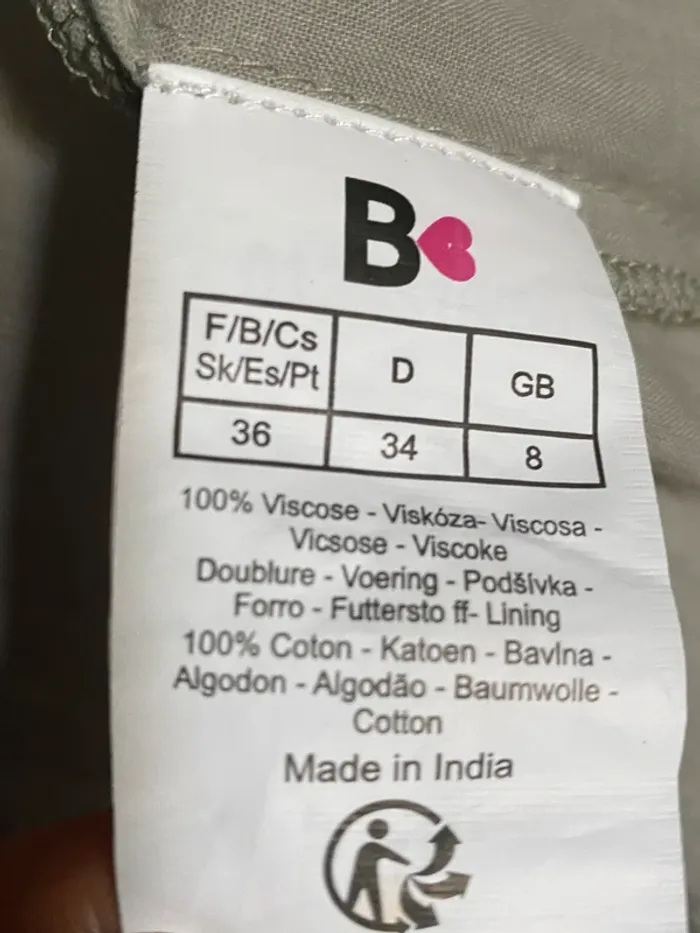 B
F/B/Cs
Sk/Es/Pt
D
GB
36
34
8
100% Viscose - Viskóza- Viscosa -
Vicsose - Viscoke
Doublure - Voering - Podšívka -
Forro - Futtersto ff- Lining
100% Coton - Katoen - Bavlna -
Algodon - Algodão - Baumwolle -
Cotton
Made in India